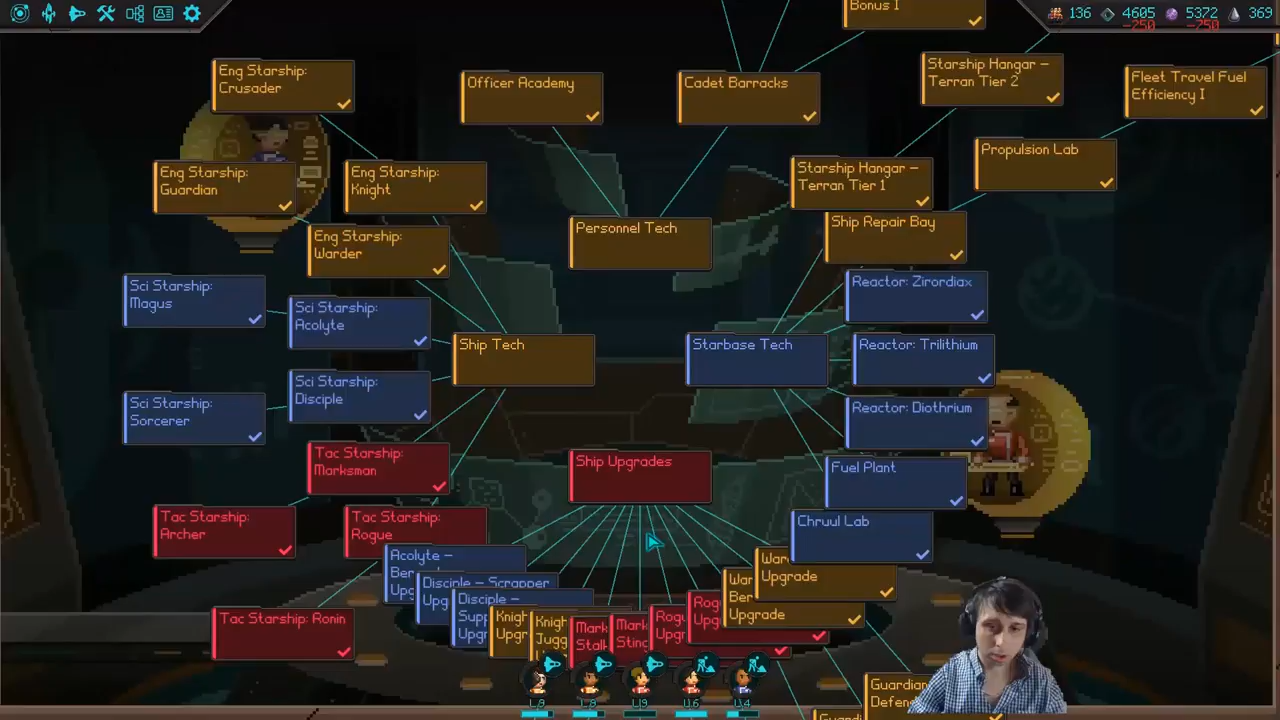 136 4605 5372 369
-250 -750
Bonus I
Eng Starship:
Crusader
Officer Academy
Cadet Barracks
Starship Hangar –
Terran Tier 2
Fleet Travel Fuel
Efficiency I
Eng Starship:
Guardian
Eng Starship:
Knight
Starship Hangar –
Terran Tier 1
Propulsion Lab
Personnel Tech
Ship Repair Bay
Eng Starship:
Warder
Sci Starship:
Magus
Sci Starship:
Acolyte
Reactor: Zirordiax
Ship Tech
Starbase Tech
Reactor: Trilithium
Sci Starship:
Disciple
Sci Starship:
Sorcerer
Reactor: Diothrium
Tac Starship:
Marksman
Ship Upgrades
Fuel Plant
Tac Starship:
Archer
Tac Starship:
Rogue
Chruul Lab
Acolyte –
Disciple – Scrapper
Disciple –
Upgrade
Upgrade
Tac Starship: Ronin
Guardian